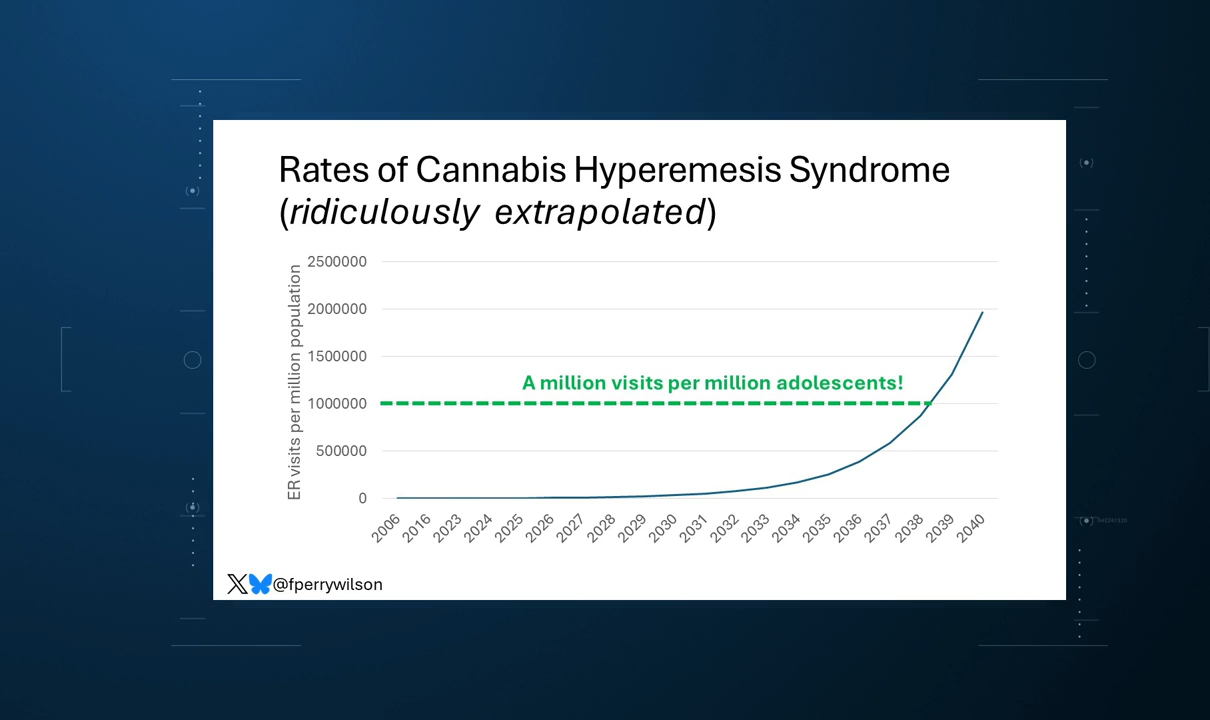 Rates of Cannabis Hyperemesis Syndrome
(ridiculously extrapolated)
ER visits per million population
2500000
2000000
1500000
1000000
500000
0
A million visits per million adolescents!
2006 2016 2023 2024 2025 2026 2027 2028 2029 2030 2031 2032 2033 2034 2035 2036 2037 2038 2039 2040
@fperrywilson